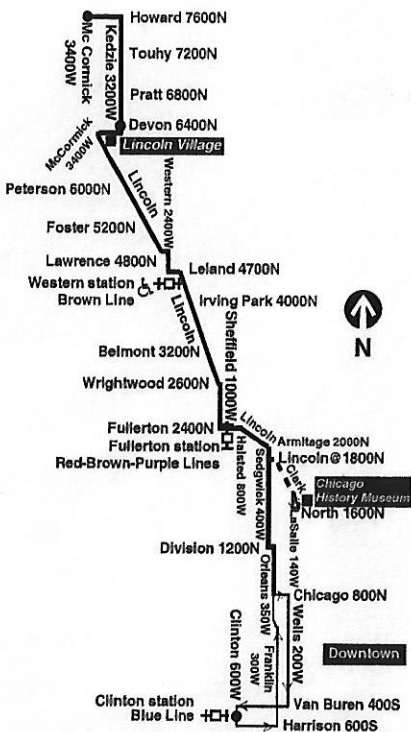 Howard 7600N
Mc Cormick
3400W
Kedzie 3200W
Touhy 7200N
Pratt 6800N
Devon 6400N
McCormick
3400W
Lincoln Village
Western 2400W
Peterson 6000N
Lincoln
Foster 5200N
Lawrence 4800N
Leland 4700N
Western station
Brown Line
Lincoln
Irving Park 4000N
Sheffield 1000W
N
Belmont 3200N
Wrightwood 2600N
Fullerton 2400N
Lincoln
Armitage 2000N
Fullerton station
Red-Brown-Purple Lines
Halsted 800W
Sedgwick 400W
Lincoln@1800N
Clark
Chicago
History Museum
North 1600N
LaSalle 140W
Division 1200N
Orleans 350W
Chicago 800N
Wells 200W
Clinton 600W
Franklin
300W
Downtown
Clinton station
Blue Line
Van Buren 400S
Harrison 600S